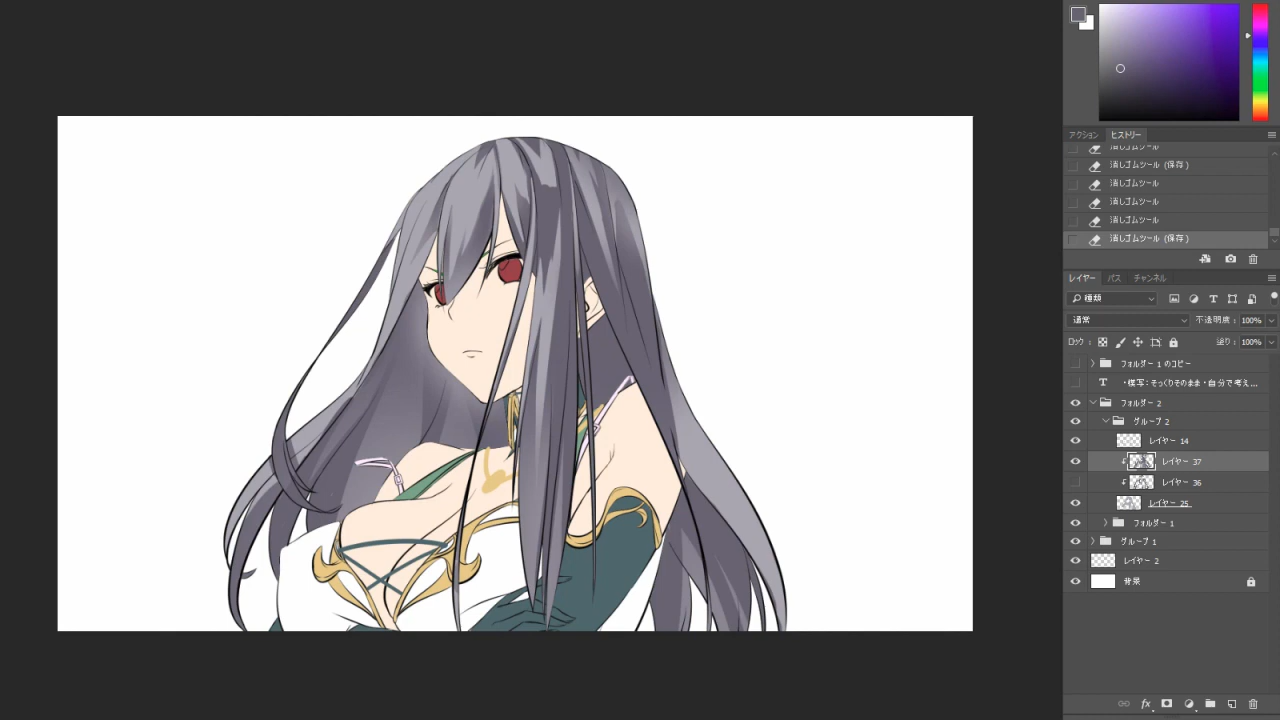 アクション ヒストリー
消しゴムツール
消しゴムツール (保存)
消しゴムツール
消しゴムツール
消しゴムツール
消しゴムツール (保存)
レイヤー パス チャンネル
種類
通常 不透明度 : 100%
ロック : 塗り : 100%
フォルダー 1 のコピー
T ・模写：そっくりそのまま・自分で考え...
フォルダー 2
グループ 2
レイヤー 14
レイヤー 37
レイヤー 36
レイヤー 25
フォルダー 1
グループ 1
レイヤー 2
背景
fx